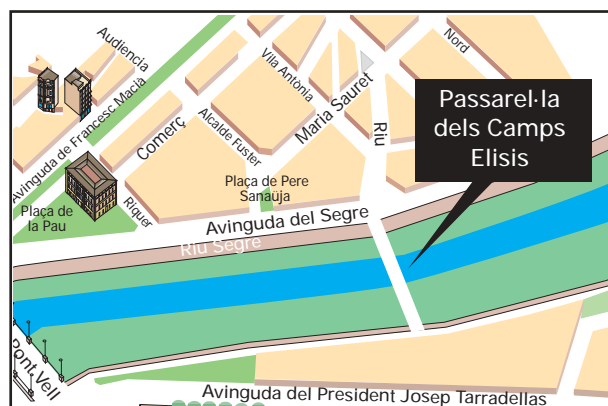 Audiencia
Nord
Vila Antònia
Maria Sauret
Riu
Passarel·la
dels Camps
Elisis
Avinguda de Francesc Macià
Comerç
Alcalde Fuster
Plaça de Pere
Sanaüja
Plaça de
la Pau
Riquer
Avinguda del Segre
Riu Segre
Pont Vell
Avinguda del President Josep Tarradellas